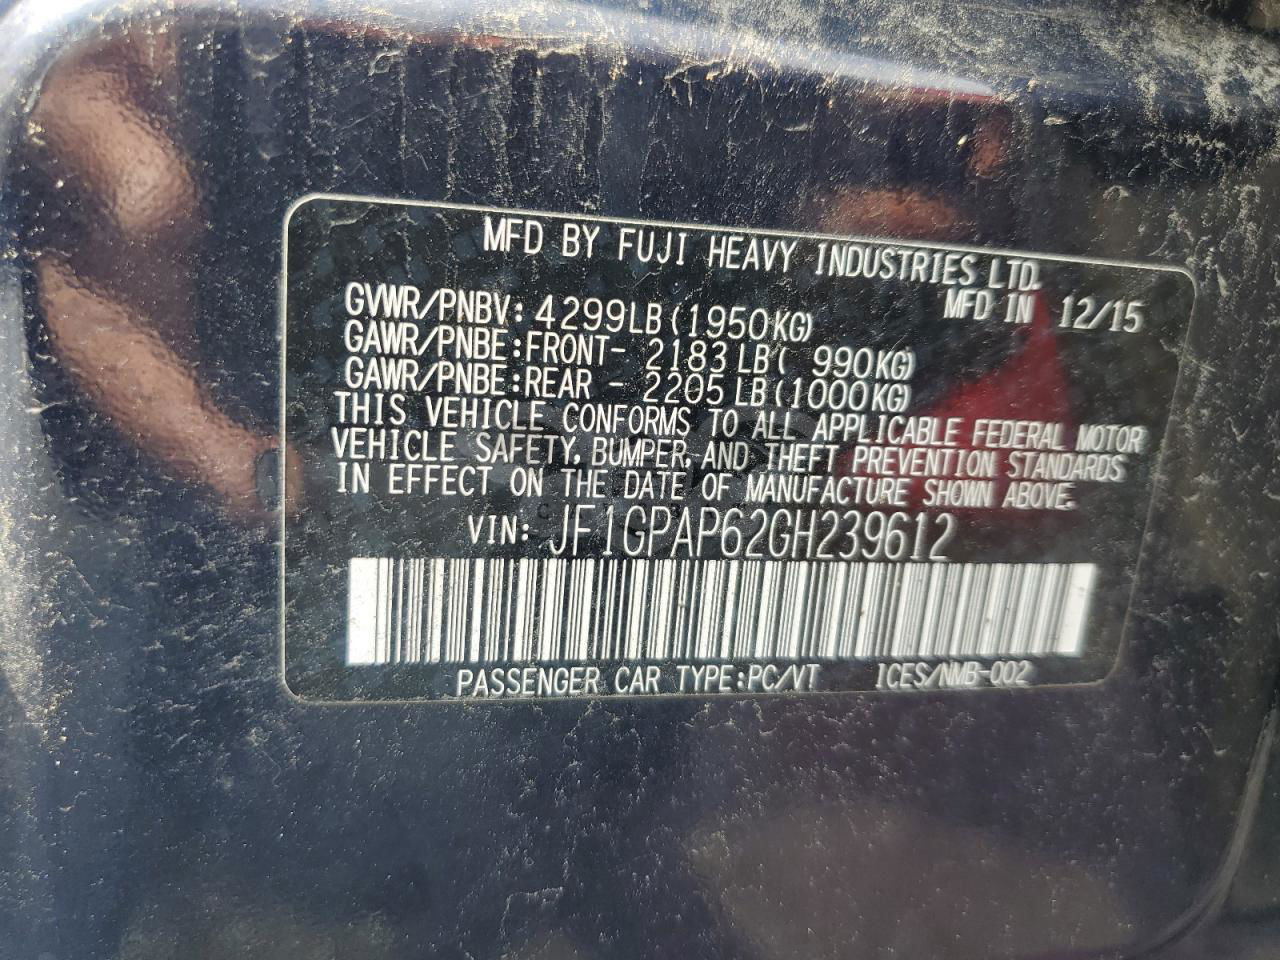 MFD BY FUJI HEAVY INDUSTRIES LTD.
MFD IN 12/15
GVWR/PNBV: 4299LB (1950KG)
GAWR/PNBE:FRONT- 2183 LB( 990KG)
GAWR/PNBE:REAR - 2205 LB (1000KG)
THIS VEHICLE CONFORMS TO ALL APPLICABLE FEDERAL MOTOR
VEHICLE SAFETY, BUMPER, AND THEFT PREVENTION STANDARDS
IN EFFECT ON THE DATE OF MANUFACTURE SHOWN ABOVE.
VIN: JF1GPAP62GH239612
PASSENGER CAR TYPE:PC/VT ICES/NMB-002